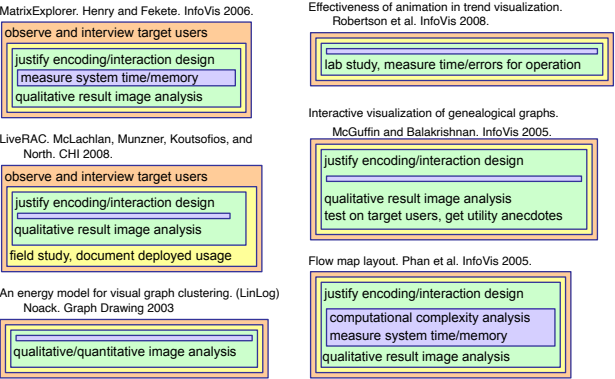 MatrixExplorer. Henry and Fekete. InfoVis 2006.
observe and interview target users
justify encoding/interaction design
measure system time/memory
qualitative result image analysis
LiveRAC. McLachlan, Munzner, Koutsofios, and
North. CHI 2008.
observe and interview target users
justify encoding/interaction design
qualitative result image analysis
field study, document deployed usage
An energy model for visual graph clustering. (LinLog)
Noack. Graph Drawing 2003
qualitative/quantitative image analysis
Effectiveness of animation in trend visualization.
Robertson et al. InfoVis 2008.
lab study, measure time/errors for operation
Interactive visualization of genealogical graphs.
McGuffin and Balakrishnan. InfoVis 2005.
justify encoding/interaction design
qualitative result image analysis
test on target users, get utility anecdotes
Flow map layout. Phan et al. InfoVis 2005.
justify encoding/interaction design
computational complexity analysis
measure system time/memory
qualitative result image analysis